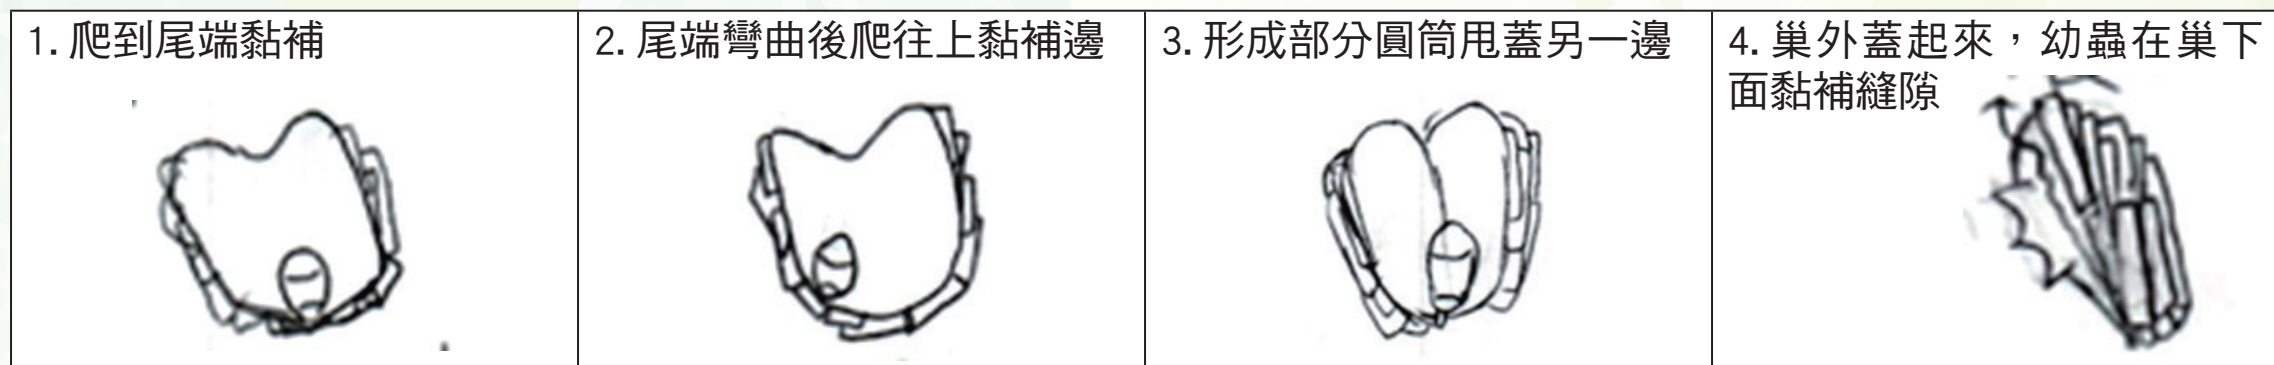 1. 爬到尾端黏補
2. 尾端彎曲後爬往上黏補邊
3. 形成部分圓筒甩蓋另一邊
4. 巢外蓋起來，幼蟲在巢下
面黏補縫隙